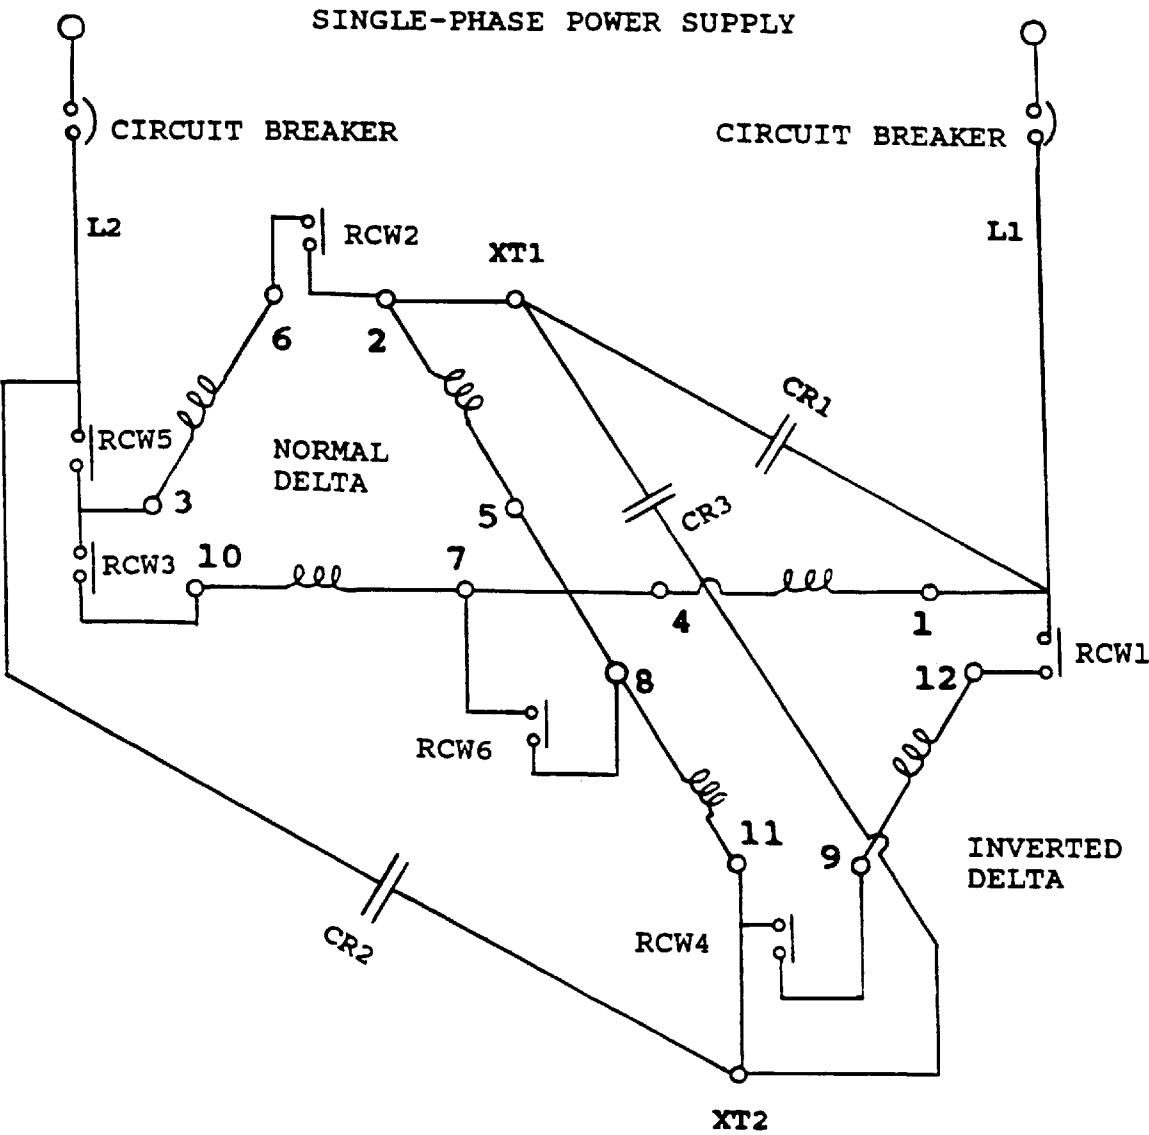 SINGLE-PHASE POWER SUPPLY
CIRCUIT BREAKER
CIRCUIT BREAKER
L2
RCW2
XT1
L1
6
2
CR1
RCW5
NORMAL
DELTA
3
5
CR3
RCW3
10
7
4
1
RCW1
12
8
RCW6
11
9
INVERTED
DELTA
RCW4
CR2
XT2